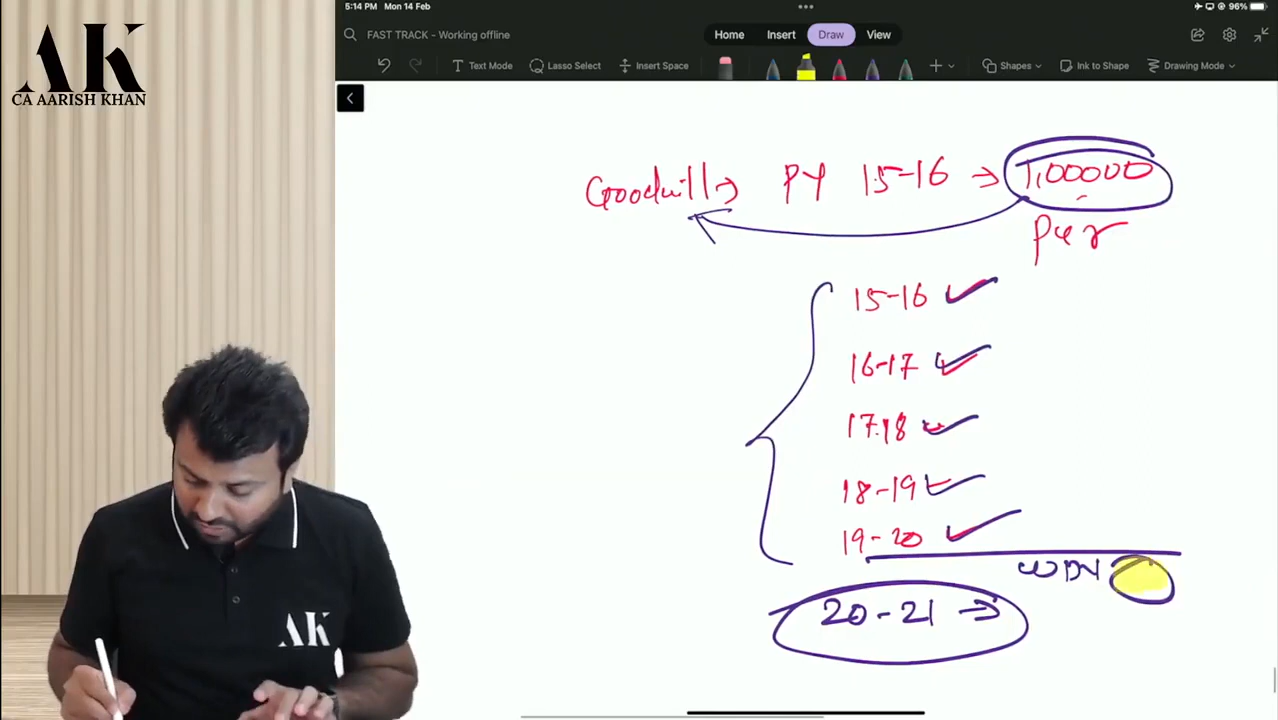 5:14 PM Mon 14 Feb
96%
AK
CA AARISH KHAN
FAST TRACK - Working offline
Home Insert Draw View
Text Mode Lasso Select Insert Space Shapes Ink to Shape Drawing Mode
Goodwill → PY 15-16 → 1,00000
Pur
15-16
16-17
17.18
18-19
19-20
WDV
20-21 →
AK